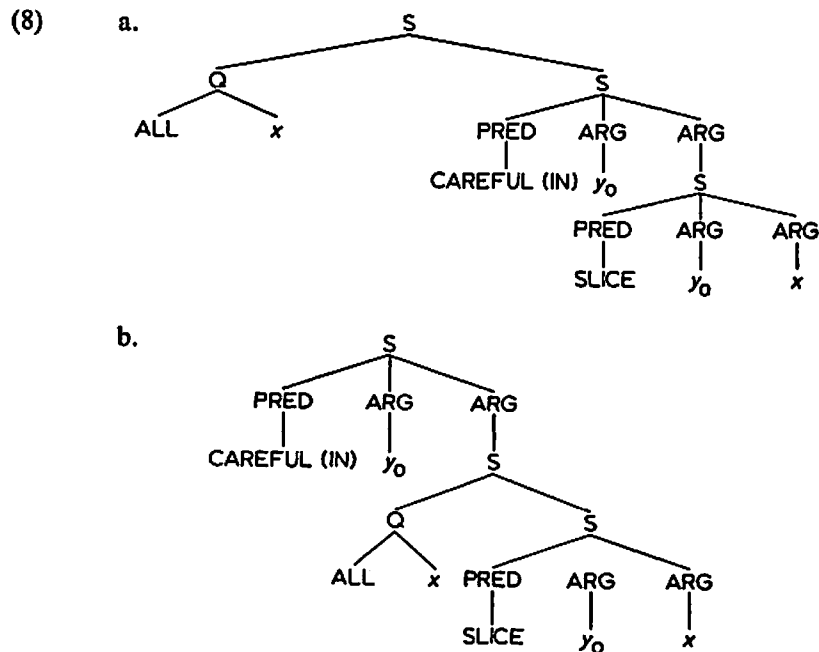 (8) a. S
Q S
ALL x PRED ARG ARG
CAREFUL (IN) y₀ S
PRED ARG ARG
SLICE y₀ x
b. S
PRED ARG ARG
CAREFUL (IN) y₀ S
Q S
ALL x PRED ARG ARG
SLICE y₀ x